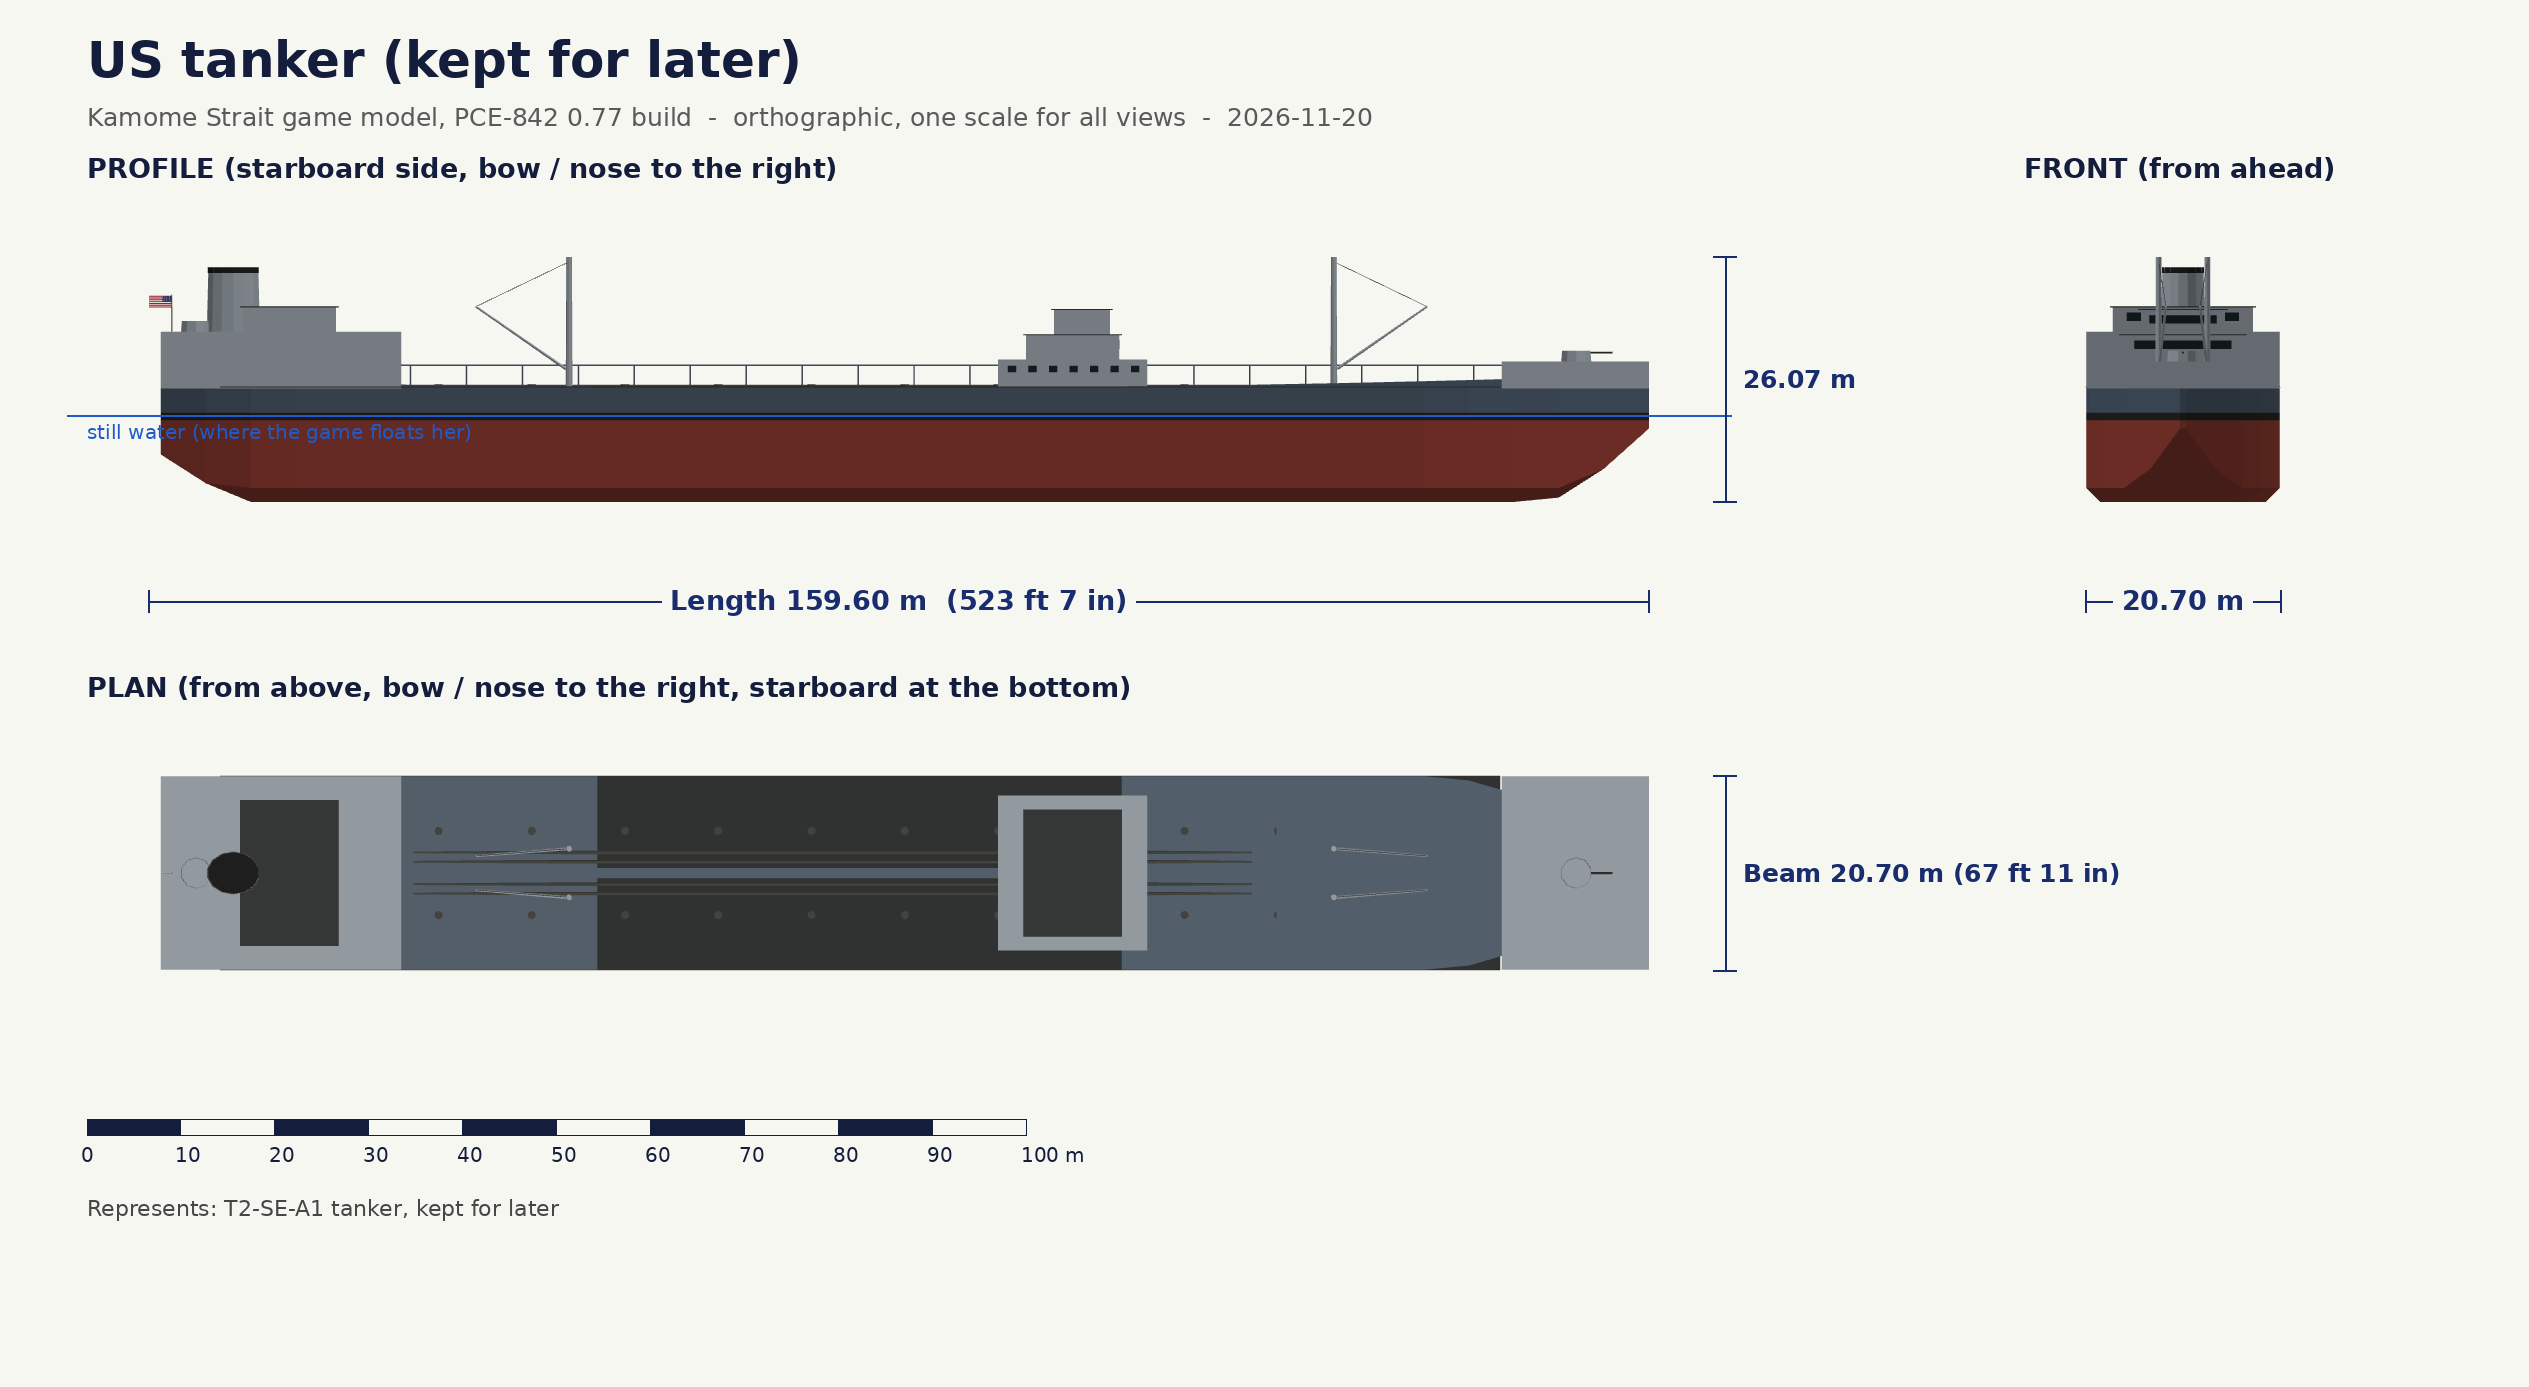 US tanker (kept for later)
Kamome Strait game model, PCE-842 0.77 build - orthographic, one scale for all views - 2026-11-20
PROFILE (starboard side, bow / nose to the right)
FRONT (from ahead)
26.07 m
still water (where the game floats her)
Length 159.60 m (523 ft 7 in)
20.70 m
PLAN (from above, bow / nose to the right, starboard at the bottom)
Beam 20.70 m (67 ft 11 in)
0 10 20 30 40 50 60 70 80 90 100 m
Represents: T2-SE-A1 tanker, kept for later